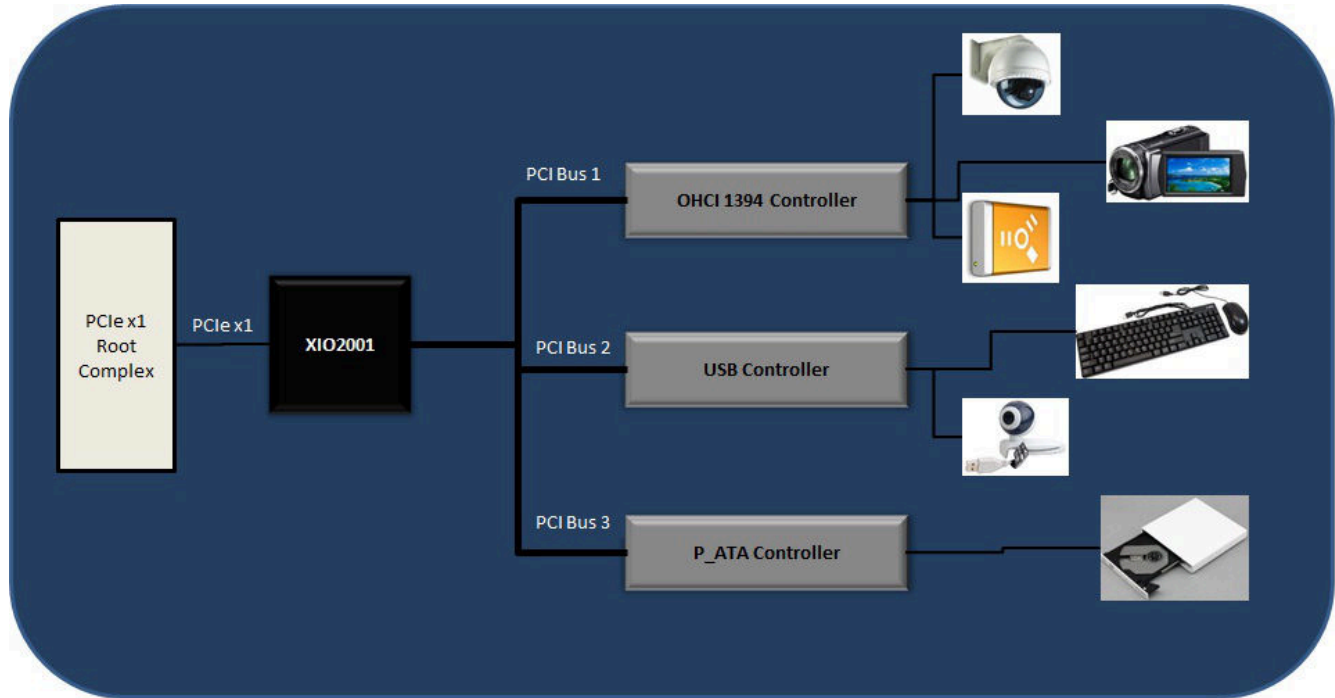 PCIe x1
Root
Complex
PCIe x1
XIO2001
PCI Bus 1
OHCI 1394 Controller
PCI Bus 2
USB Controller
PCI Bus 3
P_ATA Controller